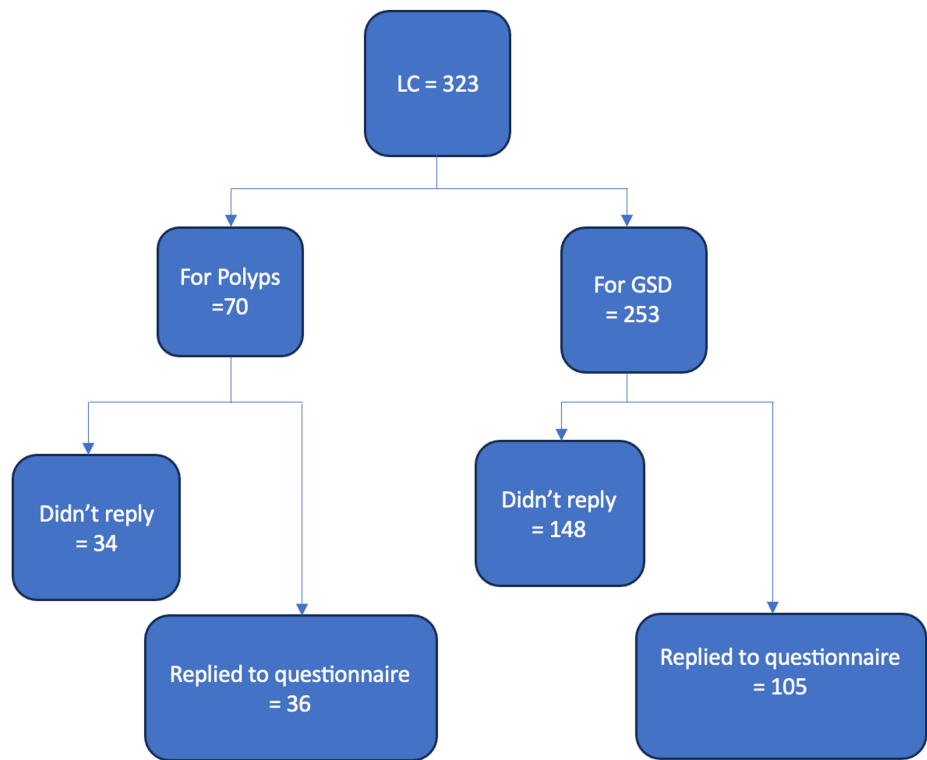 LC = 323
For Polyps
=70
For GSD
= 253
Didn’t reply
= 34
Didn’t reply
= 148
Replied to questionnaire
= 36
Replied to questionnaire
= 105